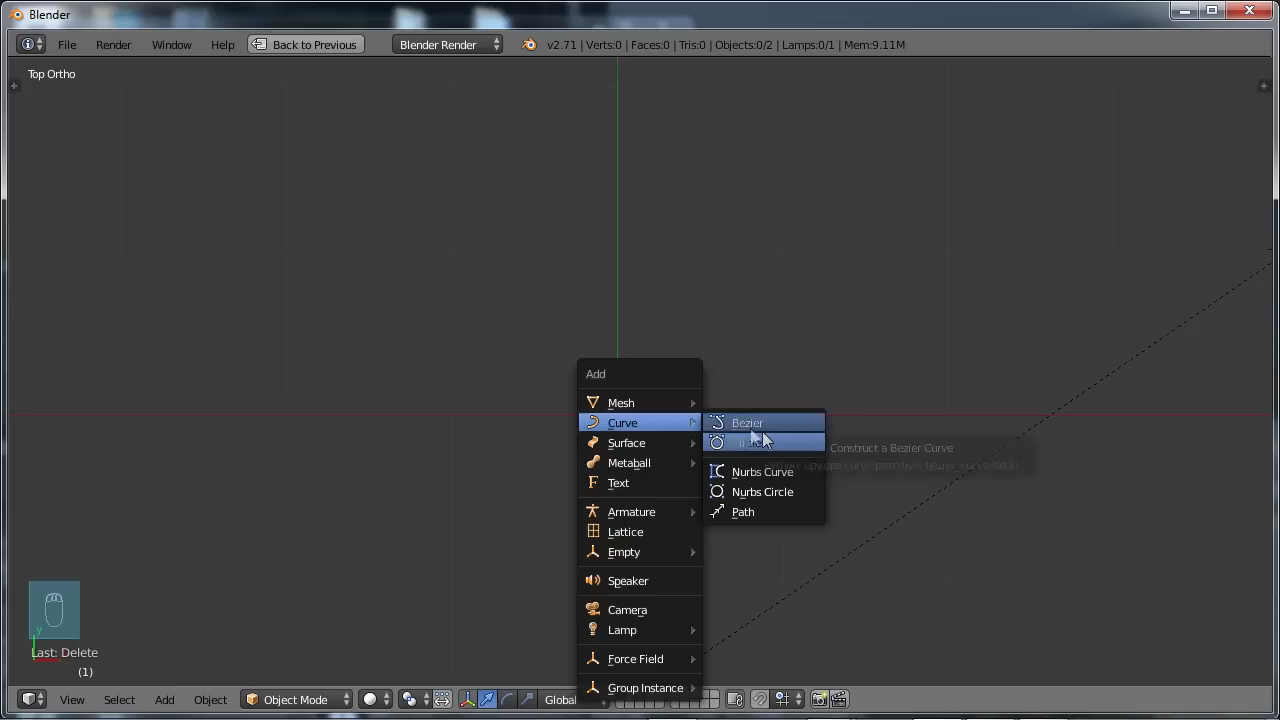 Blender
File Render Window Help Back to Previous Blender Render v2.71 | Verts:0 | Faces:0 | Tris:0 | Objects:0/2 | Lamps:0/1 | Mem:9.11M
Top Ortho
Add
Mesh
Curve
Surface
Metaball
Text
Armature
Lattice
Empty
Speaker
Camera
Lamp
Force Field
Group Instance
Bezier
Nurbs Curve
Nurbs Circle
Path
Construct a Bezier Curve
y
Last: Delete
(1)
View Select Add Object Object Mode Global